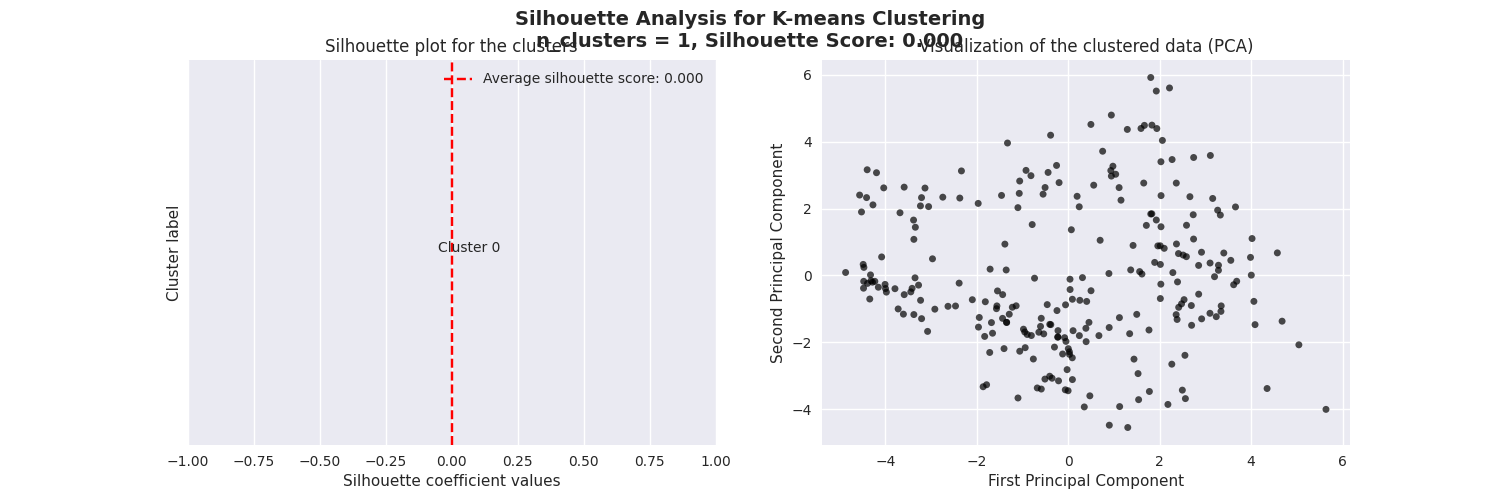 Silhouette Analysis for K-means Clustering
n_clusters = 1, Silhouette Score: 0.000
Silhouette plot for the clusters
Average silhouette score: 0.000
Cluster 0
Cluster label
−1.00 −0.75 −0.50 −0.25 0.00 0.25 0.50 0.75 1.00
Silhouette coefficient values
Visualization of the clustered data (PCA)
6
4
2
0
−2
−4
Second Principal Component
−4 −2 0 2 4 6
First Principal Component